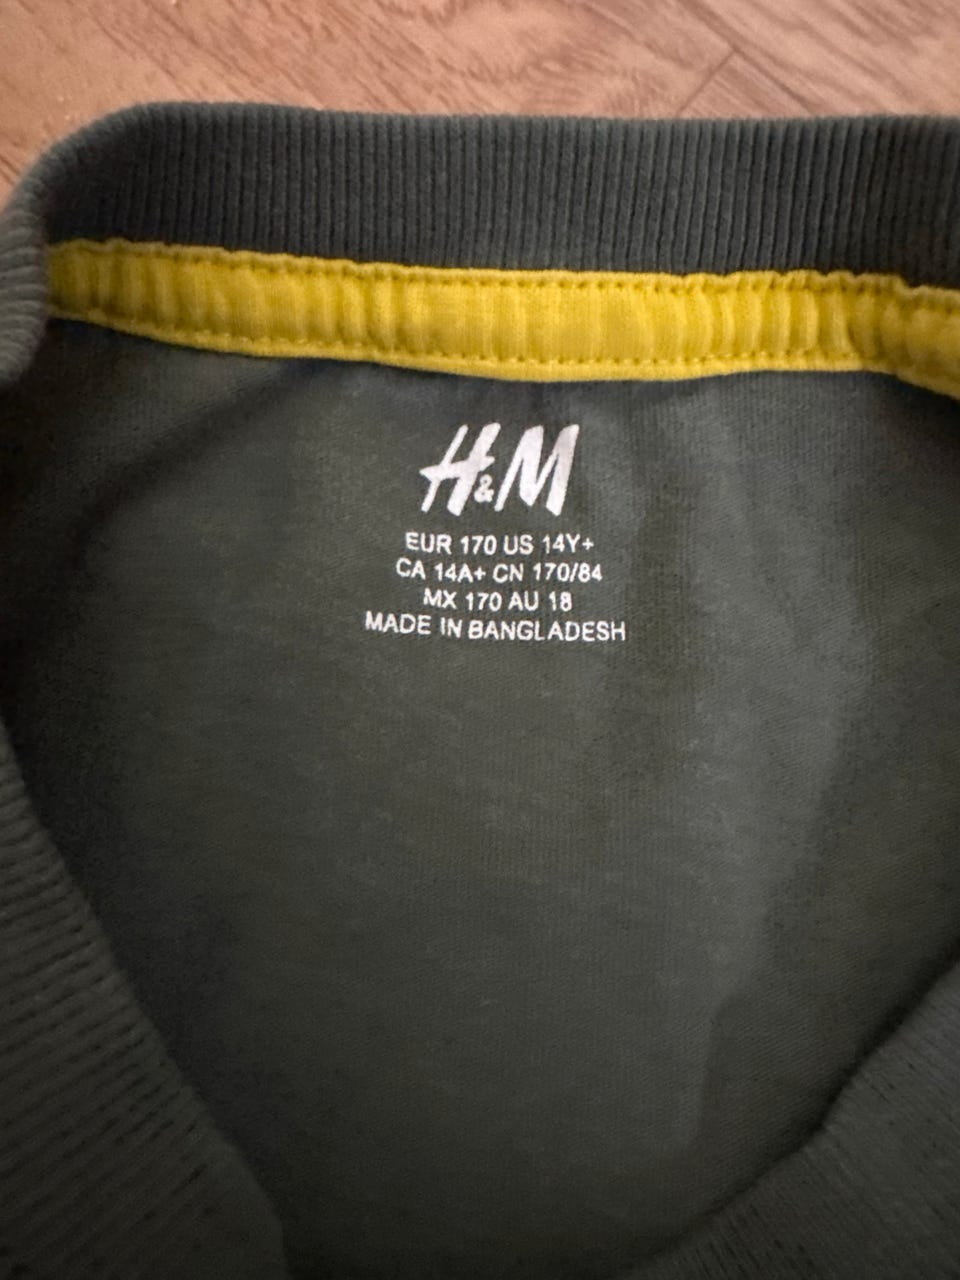 H&M
EUR 170 US 14Y+
CA 14A+ CN 170/84
MX 170 AU 18
MADE IN BANGLADESH